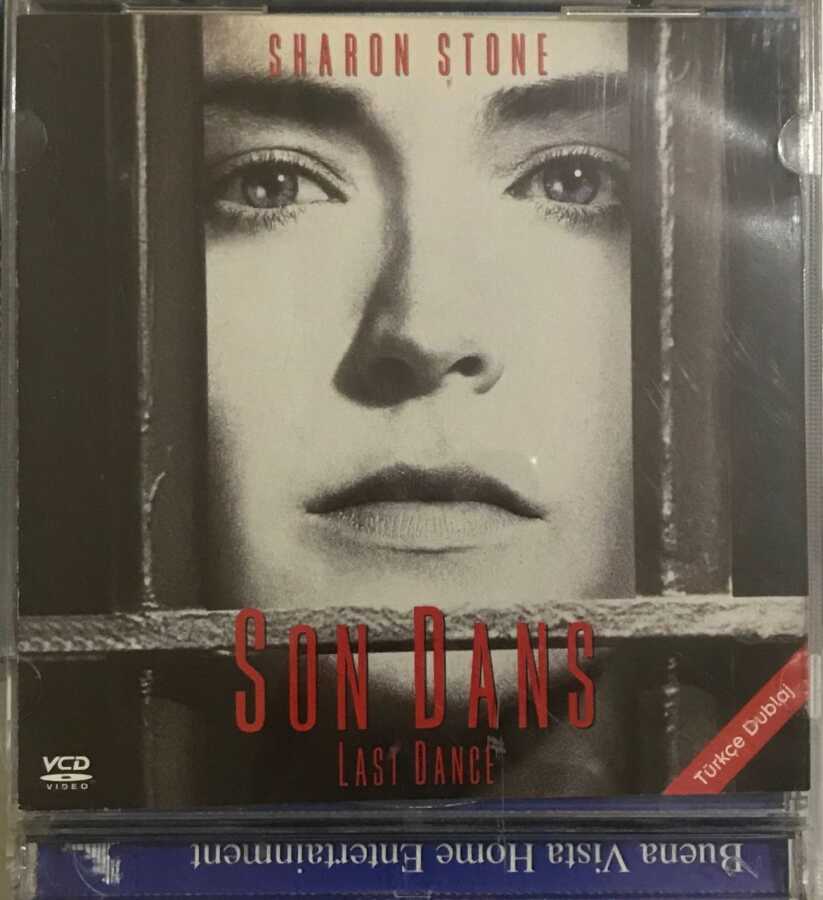 SHARON STONE
SON DANS
LAST DANCE
VCD
VIDEO
Türkçe Dublaj
Buena Vista Home Entertainment